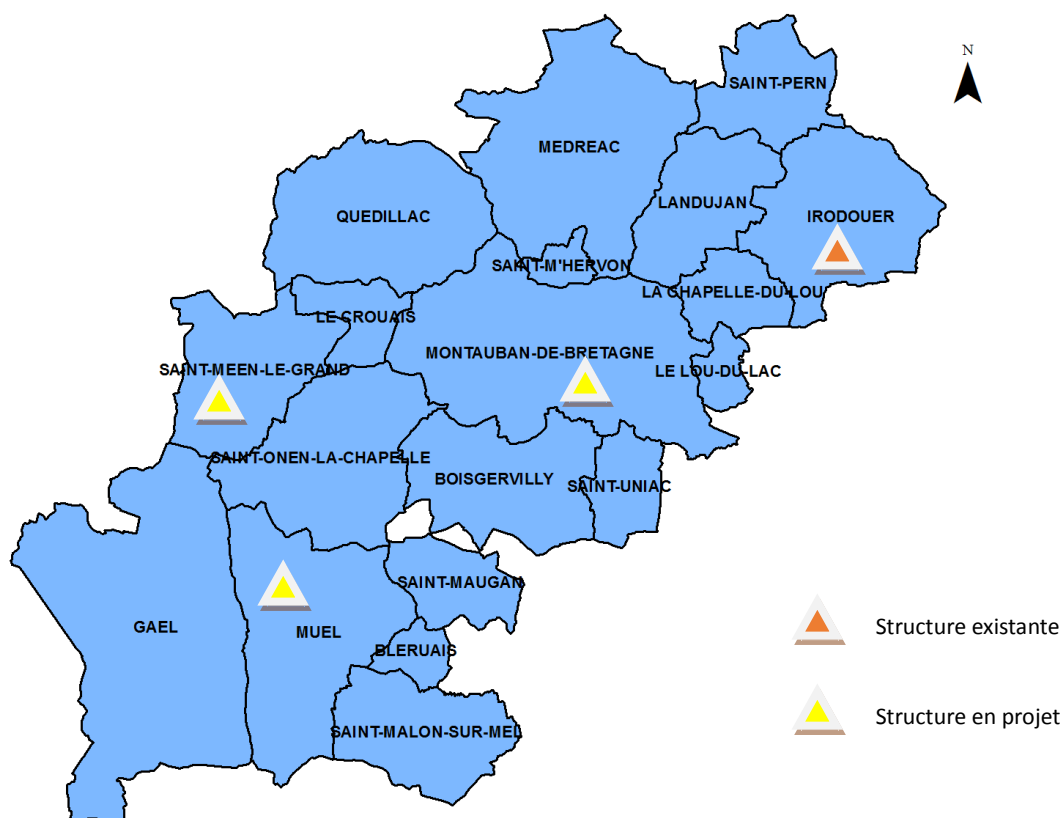 N
SAINT-PERN
MEDREAC
LANDUJAN
QUEDILLAC
IRODOUER
SAINT-M'HERVON
LA CHAPELLE-DU-LOU
LE CROUAIS
MONTAUBAN-DE-BRETAGNE
SAINT-MEEN-LE-GRAND
LE LOU-DU-LAC
SAINT-ONEN-LA-CHAPELLE
BOISGERVILLY
SAINT-UNIAC
SAINT-MAUGAN
GAEL
MUEL
Structure existante
BLERUAIS
Structure en projet
SAINT-MALON-SUR-MEL